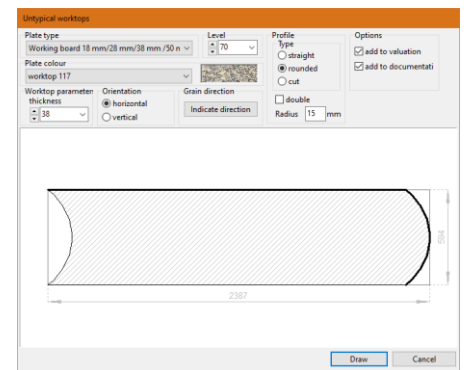 Untypical worktops
Plate type
Working board 18 mm/28 mm/38 mm /50 n
Level
70
Profile
Type
straight
rounded
cut
double
Radius 15 mm
Options
add to valuation
add to documentati
Plate colour
worktop 117
Worktop parameter
thickness
38
Orientation
horizontal
vertical
Grain direction
Indicate direction
594
2387
Draw
Cancel